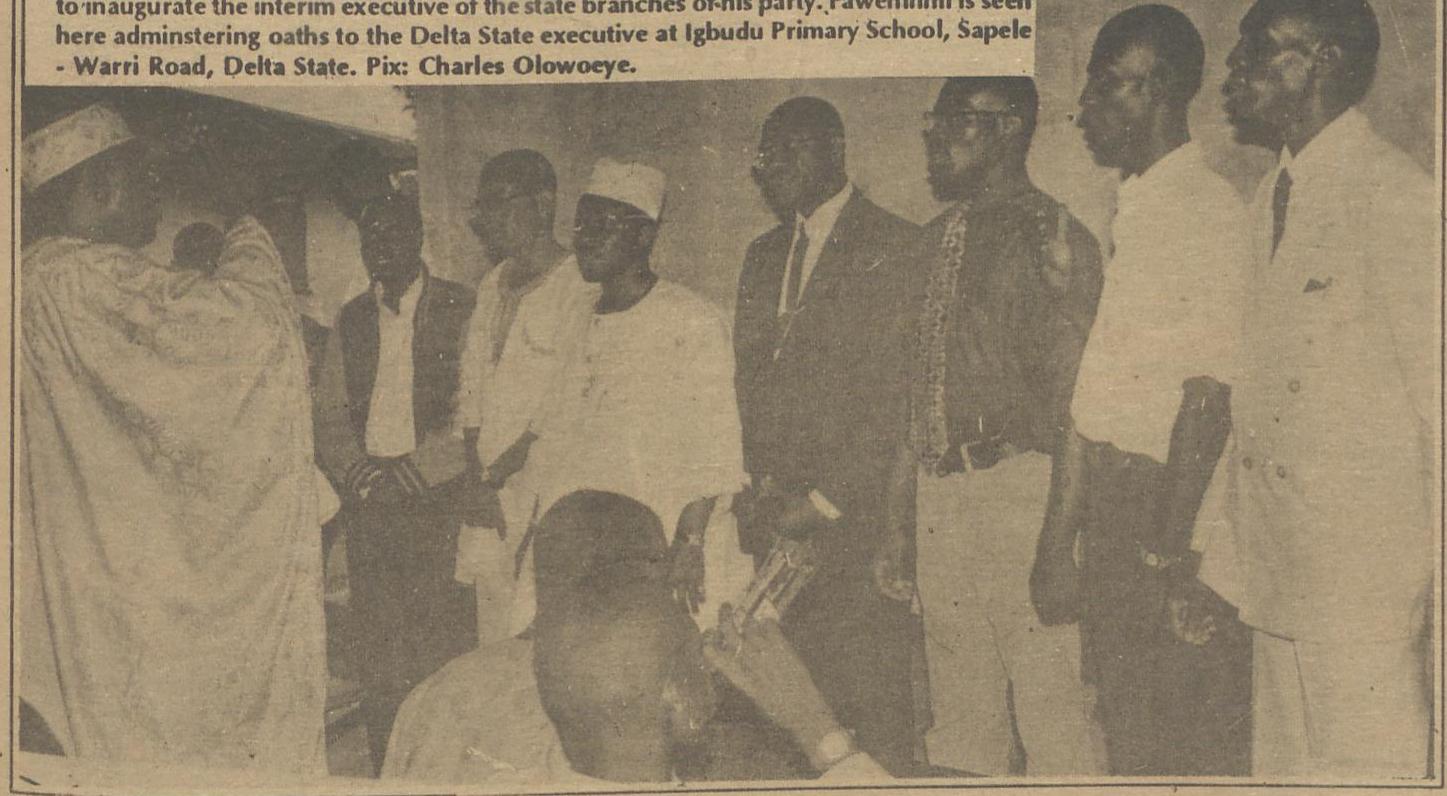 to inaugurate the interim executive of the state branches of his party. Fawehinmi is seen
here adminstering oaths to the Delta State executive at Igbudu Primary School, Sapele
- Warri Road, Delta State. Pix: Charles Olowoeye.